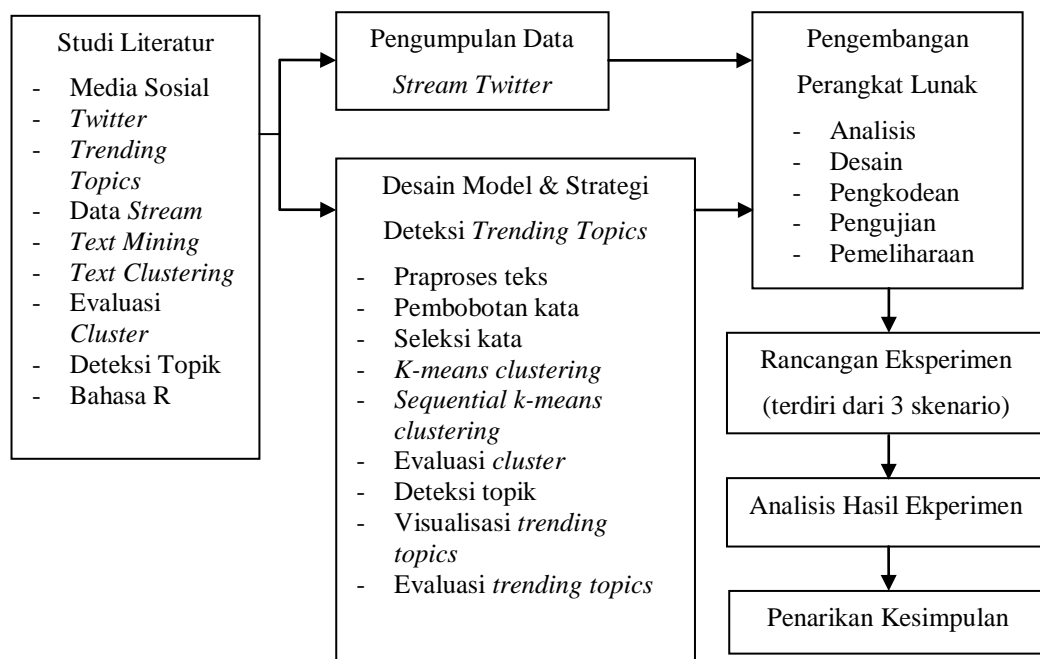 Studi Literatur
- Media Sosial
- Twitter
- Trending
Topics
- Data Stream
- Text Mining
- Text Clustering
- Evaluasi
Cluster
- Deteksi Topik
- Bahasa R
Pengumpulan Data
Stream Twitter
Desain Model & Strategi
Deteksi Trending Topics
- Praproses teks
- Pembobotan kata
- Seleksi kata
- K-means clustering
- Sequential k-means
clustering
- Evaluasi cluster
- Deteksi topik
- Visualisasi trending
topics
- Evaluasi trending topics
Pengembangan
Perangkat Lunak
- Analisis
- Desain
- Pengkodean
- Pengujian
- Pemeliharaan
Rancangan Eksperimen
(terdiri dari 3 skenario)
Analisis Hasil Ekperimen
Penarikan Kesimpulan